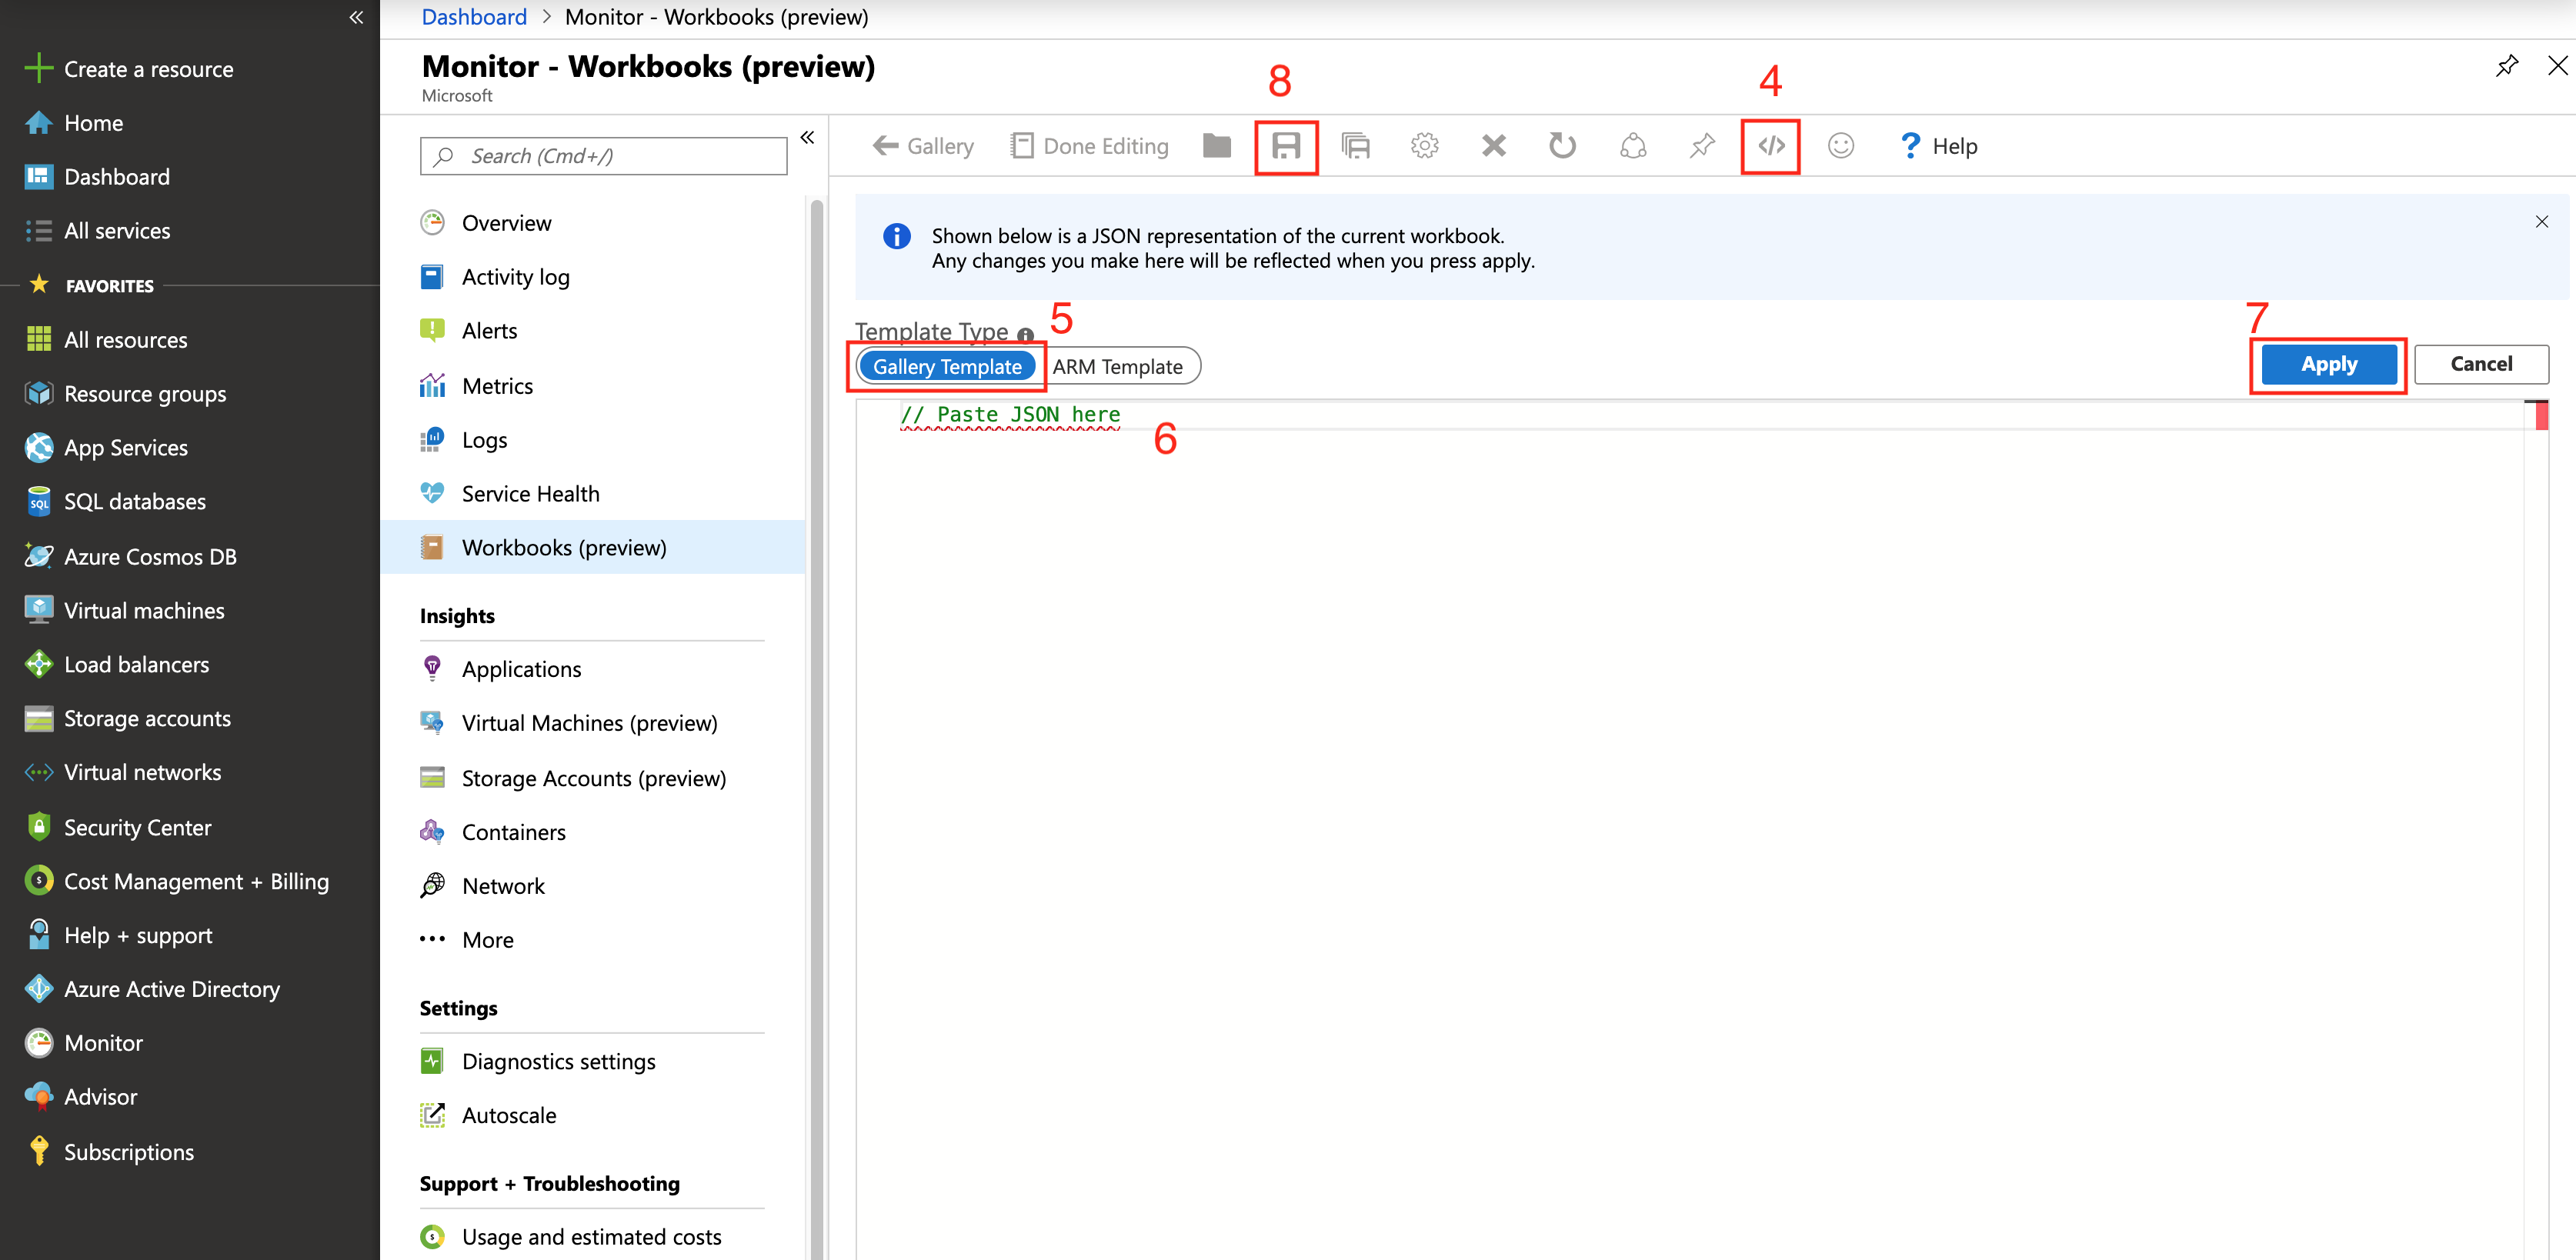 Dashboard > Monitor - Workbooks (preview)
Monitor - Workbooks (preview)
Microsoft
Create a resource
Home
Dashboard
All services
FAVORITES
All resources
Resource groups
App Services
SQL databases
Azure Cosmos DB
Virtual machines
Load balancers
Storage accounts
Virtual networks
Security Center
Cost Management + Billing
Help + support
Azure Active Directory
Monitor
Advisor
Subscriptions
Search (Cmd+/)
Overview
Activity log
Alerts
Metrics
Logs
Service Health
Workbooks (preview)
Insights
Applications
Virtual Machines (preview)
Storage Accounts (preview)
Containers
Network
More
Settings
Diagnostics settings
Autoscale
Support + Troubleshooting
Usage and estimated costs
8
4
Gallery
Done Editing
</>
? Help
Shown below is a JSON representation of the current workbook.
Any changes you make here will be reflected when you press apply.
Template Type
5
7
Gallery Template
ARM Template
Apply
Cancel
// Paste JSON here
6